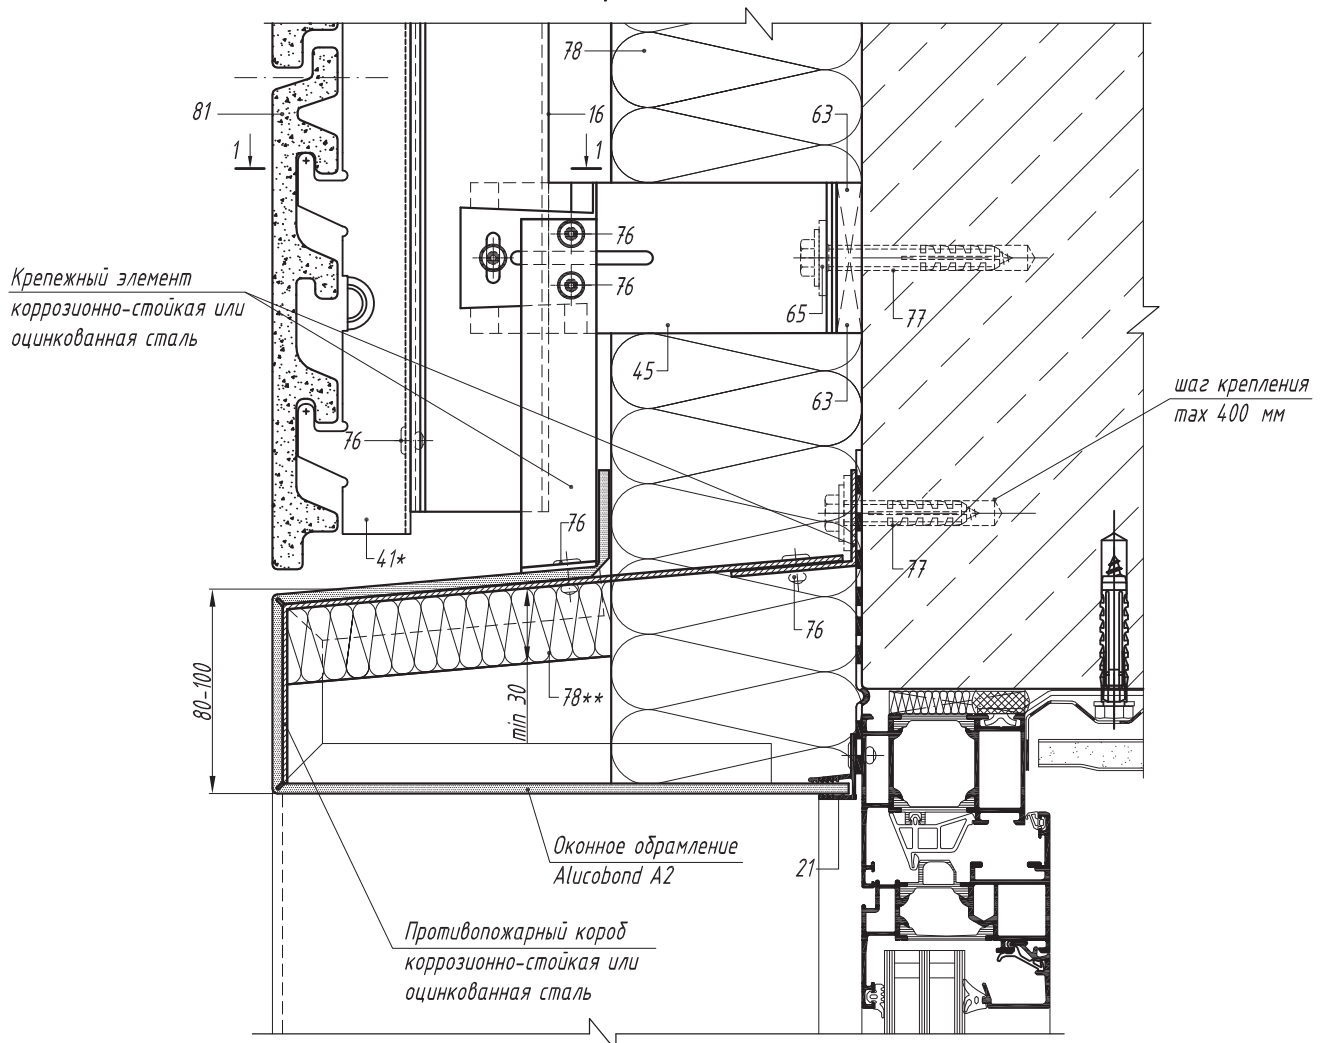 78
81
16
63
1
1
76
76
Крепежный элемент
коррозионно-стойкая или
оцинкованная сталь
65
77
45
63
шаг крепления
max 400 мм
76
76
41*
77
76
80-100
min 30
78**
Оконное обрамление
Alucobond A2
21
Противопожарный короб
коррозионно-стойкая или
оцинкованная сталь